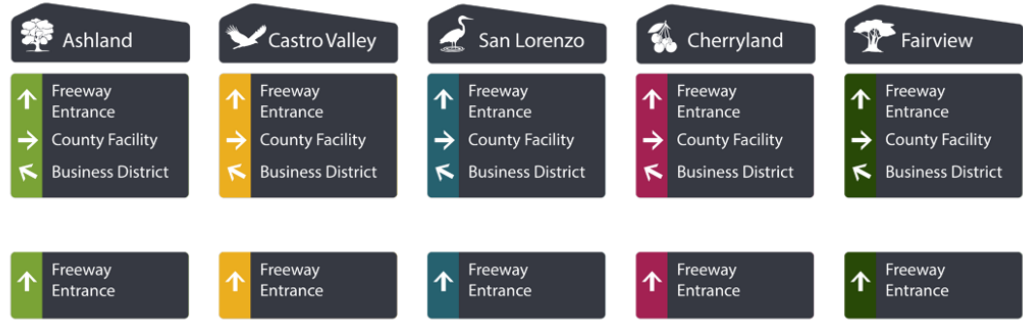 Ashland
Castro Valley
San Lorenzo
Cherryland
Fairview
Freeway
Entrance
County Facility
Business District
Freeway
Entrance
County Facility
Business District
Freeway
Entrance
County Facility
Business District
Freeway
Entrance
County Facility
Business District
Freeway
Entrance
County Facility
Business District
Freeway
Entrance
Freeway
Entrance
Freeway
Entrance
Freeway
Entrance
Freeway
Entrance